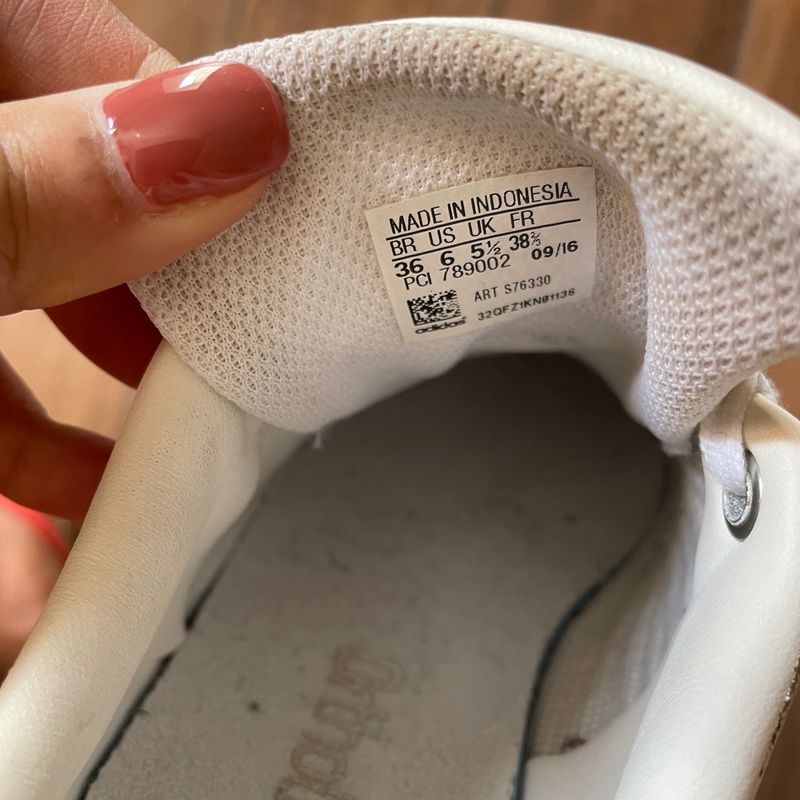 MADE IN INDONESIA
BR US UK FR
36 6 5½ 38⅔
PCI 789002 09/16
ART S76330
adidas 32QFZ1KN01136